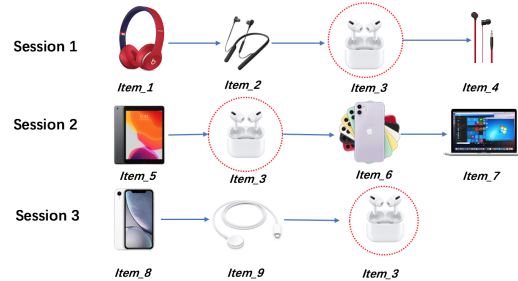 Session 1
Item_1
Item_2
Item_3
Item_4
Session 2
Item_5
Item_3
Item_6
Item_7
Session 3
Item_8
Item_9
Item_3